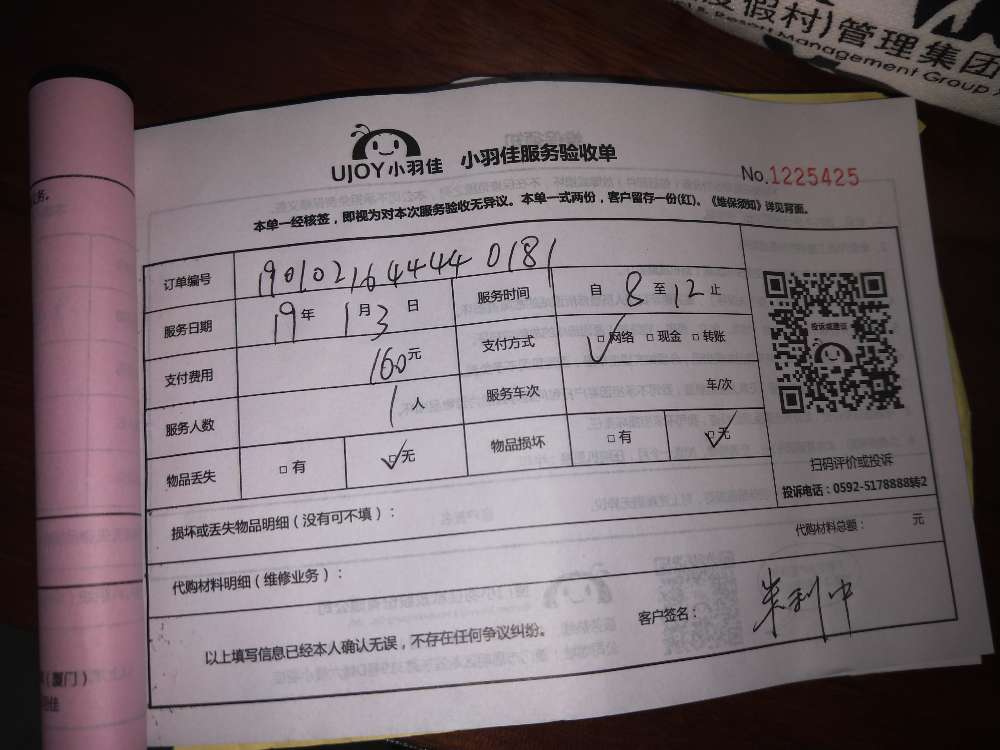 假村)管理集团
Resort Management Group
UJOY小羽佳 小羽佳服务验收单
No.1225425
本单一经核签，即视为对本次服务验收无异议。本单一式两份，客户留存一份(红)。《维保须知》详见背面。
订单编号 1901021644440181
服务日期 19年1月3日 服务时间 自8至12止
支付费用 160元 支付方式 ☑网络 □现金 □转账
服务人数 1人 服务车次 车/次
物品丢失 □有 ☑无 物品损坏 □有 ☑无
投诉或建议
扫码评价或投诉
投诉电话：0592-5178888转2
损坏或丢失物品明细（没有可不填）：
代购材料总额： 元
代购材料明细（维修业务）：
以上填写信息已经本人确认无误，不存在任何争议纠纷。
客户签名：
（厦门）